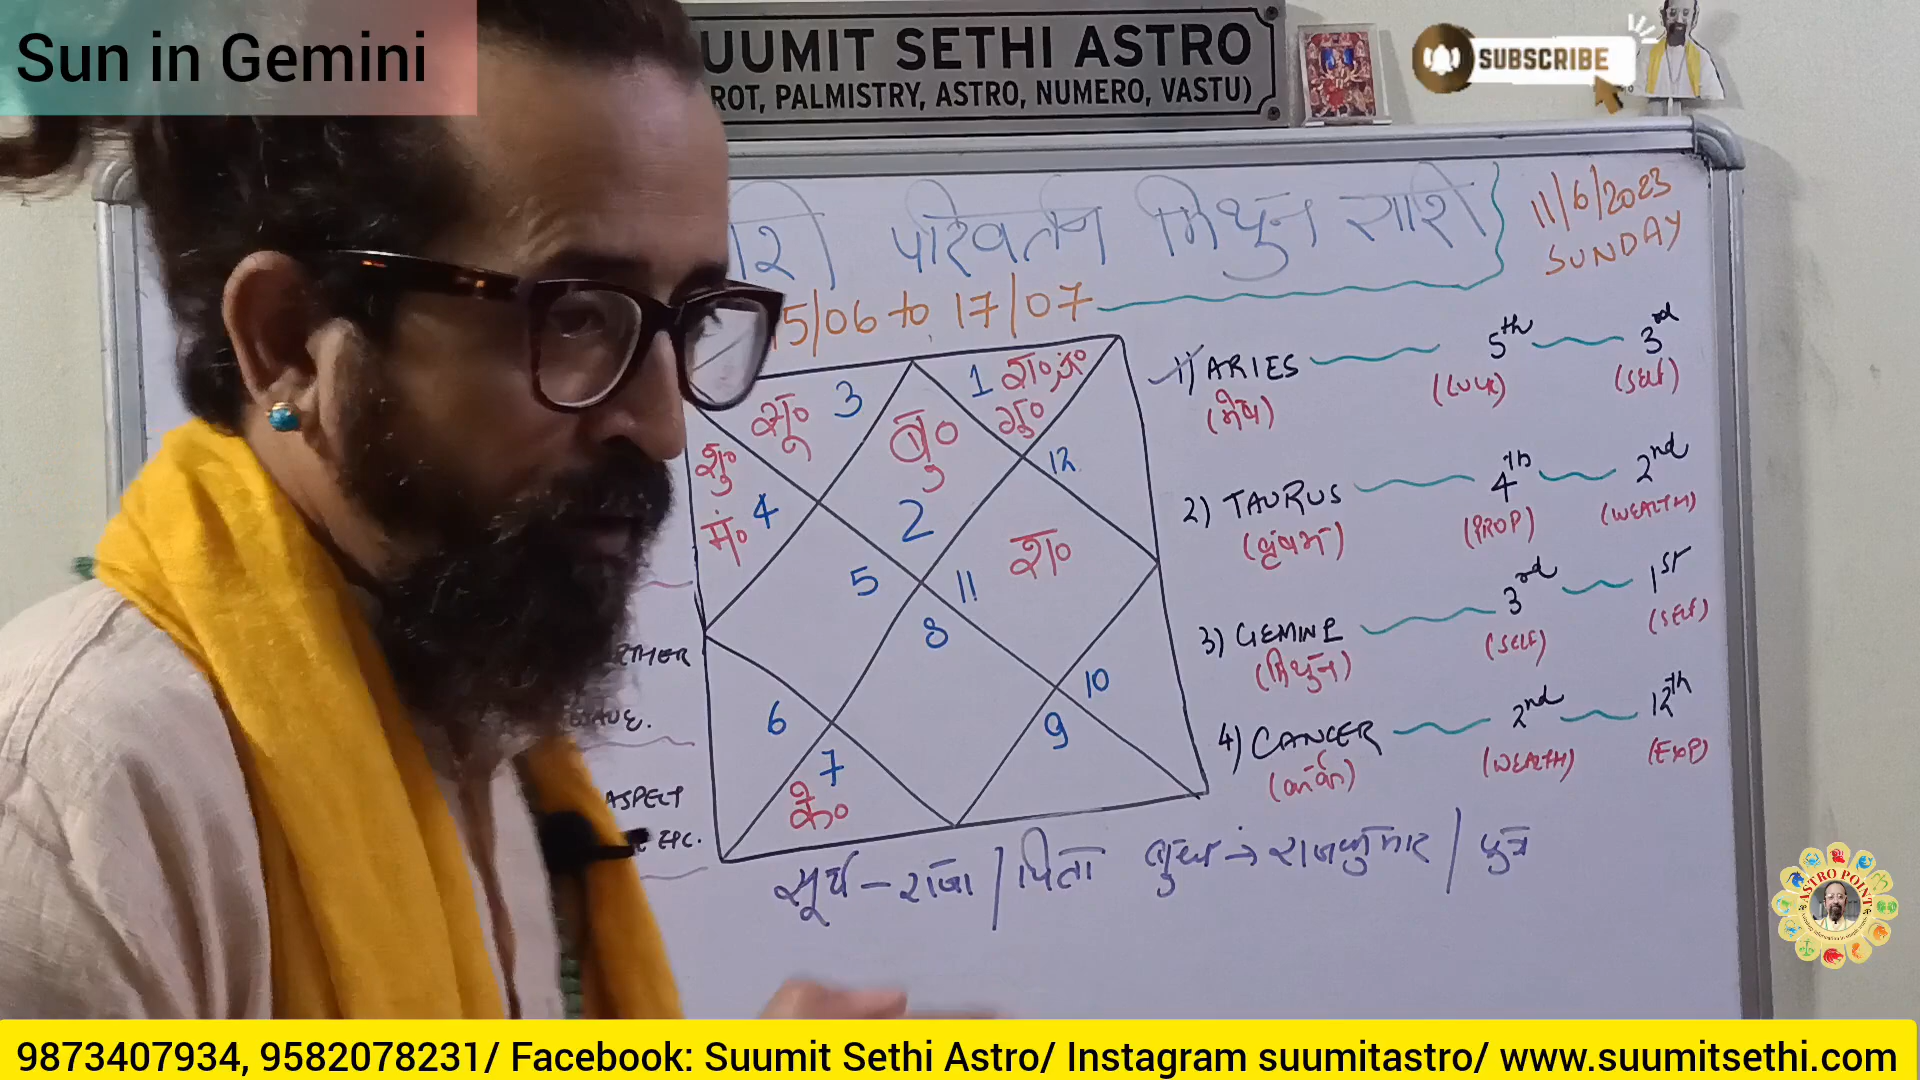 Sun in Gemini
SUUMIT SETHI ASTRO
ROT, PALMISTRY, ASTRO, NUMERO, VASTU)
SUBSCRIBE
परिवर्तन मिथुन राशी
11/6/2023
SUNDAY
15/06 to 17/07
3
सू०
1
बु०
गु०
शु०
4
मं०
2
12
श०
5
11
8
10
6
9
7
के०
1) ARIES 5th 3rd
(मेष) (LUCK) (SELF)
2) TAURUS 4th 2nd
(PROP) (WEALTH)
3) GEMINI 3rd 1st
(मिथुन) (SELF) (SELF)
4) CANCER 2nd 12th
(कर्क) (WEALTH) (EXP)
ASPECT
सूर्य – राजा / पिता बुध → राजकुमार / पुत्र
ASTRO POINT
9873407934, 9582078231/ Facebook: Suumit Sethi Astro/ Instagram suumitastro/ www.suumitsethi.com